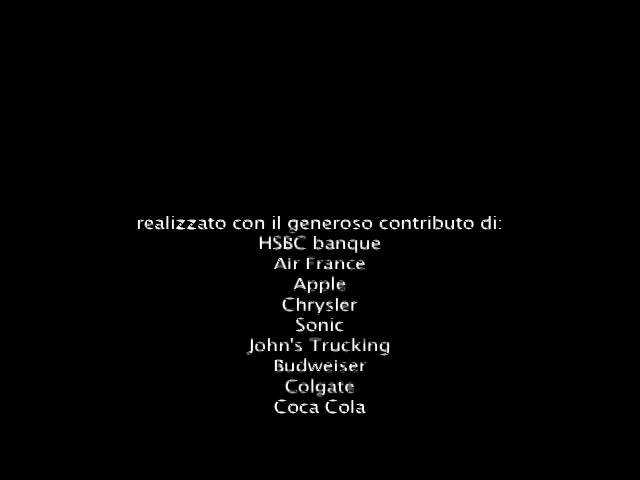 realizzato con il generoso contributo di:
HSBC banque
Air France
Apple
Chrysler
Sonic
John's Trucking
Budweiser
Colgate
Coca Cola